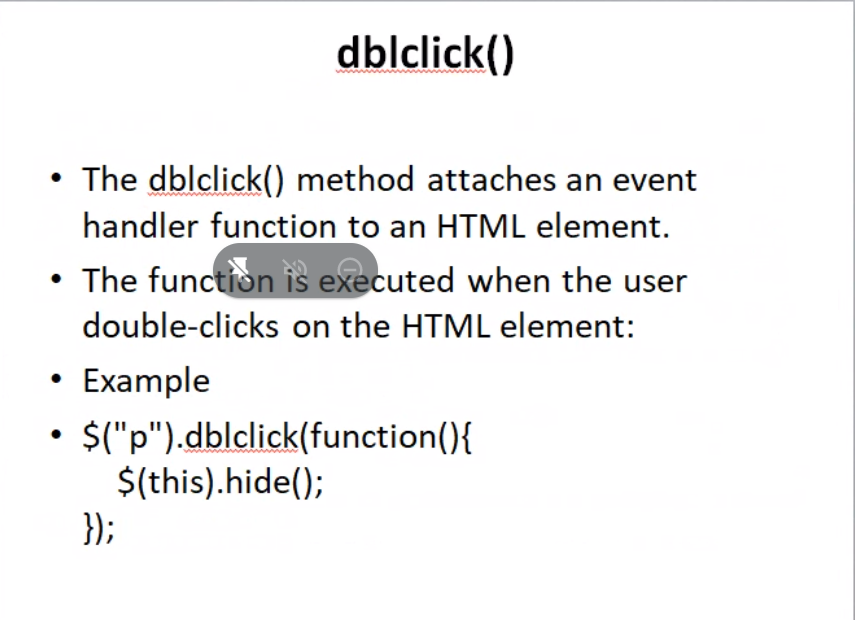 dblclick()
• The dblclick() method attaches an event
handler function to an HTML element.
• The function is executed when the user
double-clicks on the HTML element:
• Example
• $("p").dblclick(function(){
$(this).hide();
});